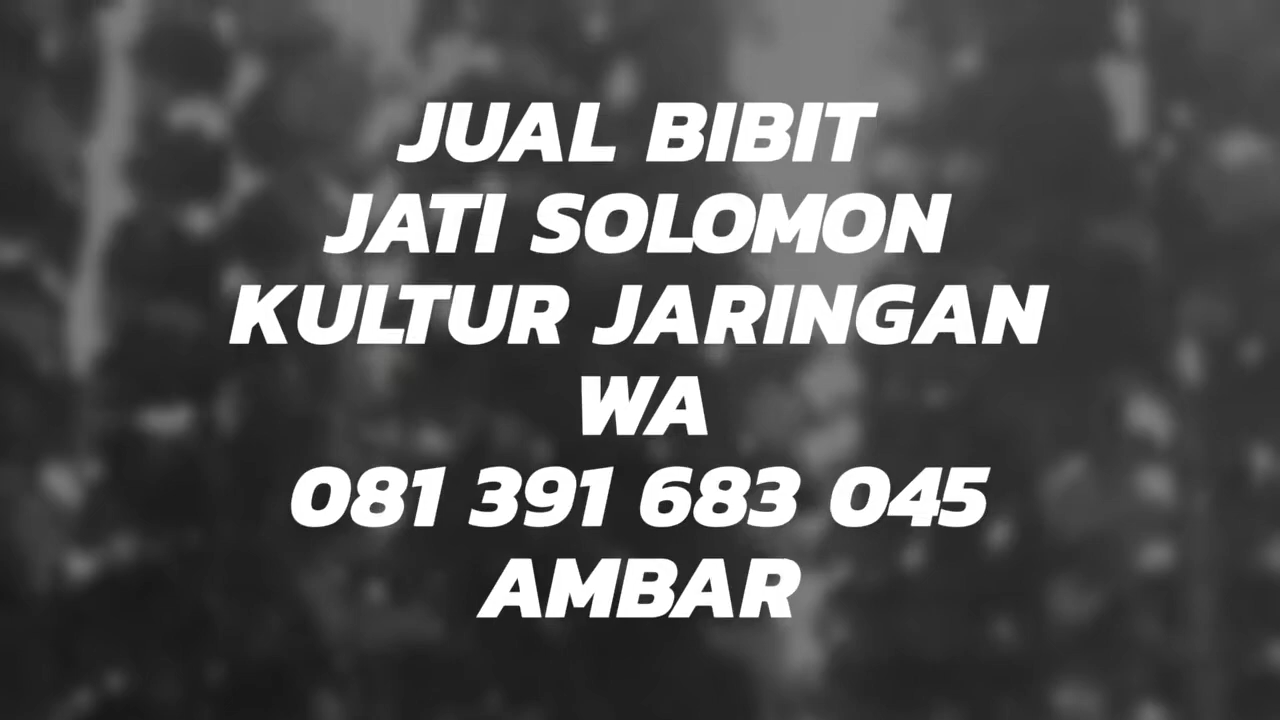 JUAL BIBIT
JATI SOLOMON
KULTUR JARINGAN
WA
081 391 683 045
AMBAR